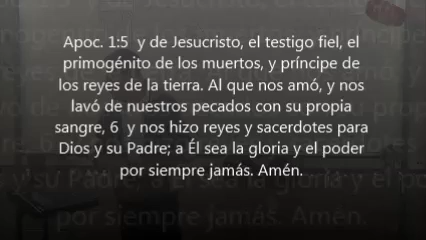 Apoc. 1:5 y de Jesucristo, el testigo fiel, el
primogénito de los muertos, y príncipe de
los reyes de la tierra. Al que nos amó, y nos
lavó de nuestros pecados con su propia
sangre, 6 y nos hizo reyes y sacerdotes para
Dios y su Padre; a Él sea la gloria y el poder
por siempre jamás. Amén.